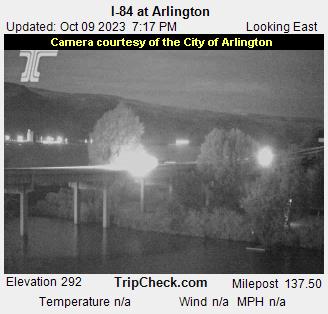 I-84 at Arlington
Updated: Oct 09 2023 7:17 PM Looking East
Camera courtesy of the City of Arlington
Elevation 292 TripCheck.com Milepost 137.50
Temperature n/a Wind n/a MPH n/a